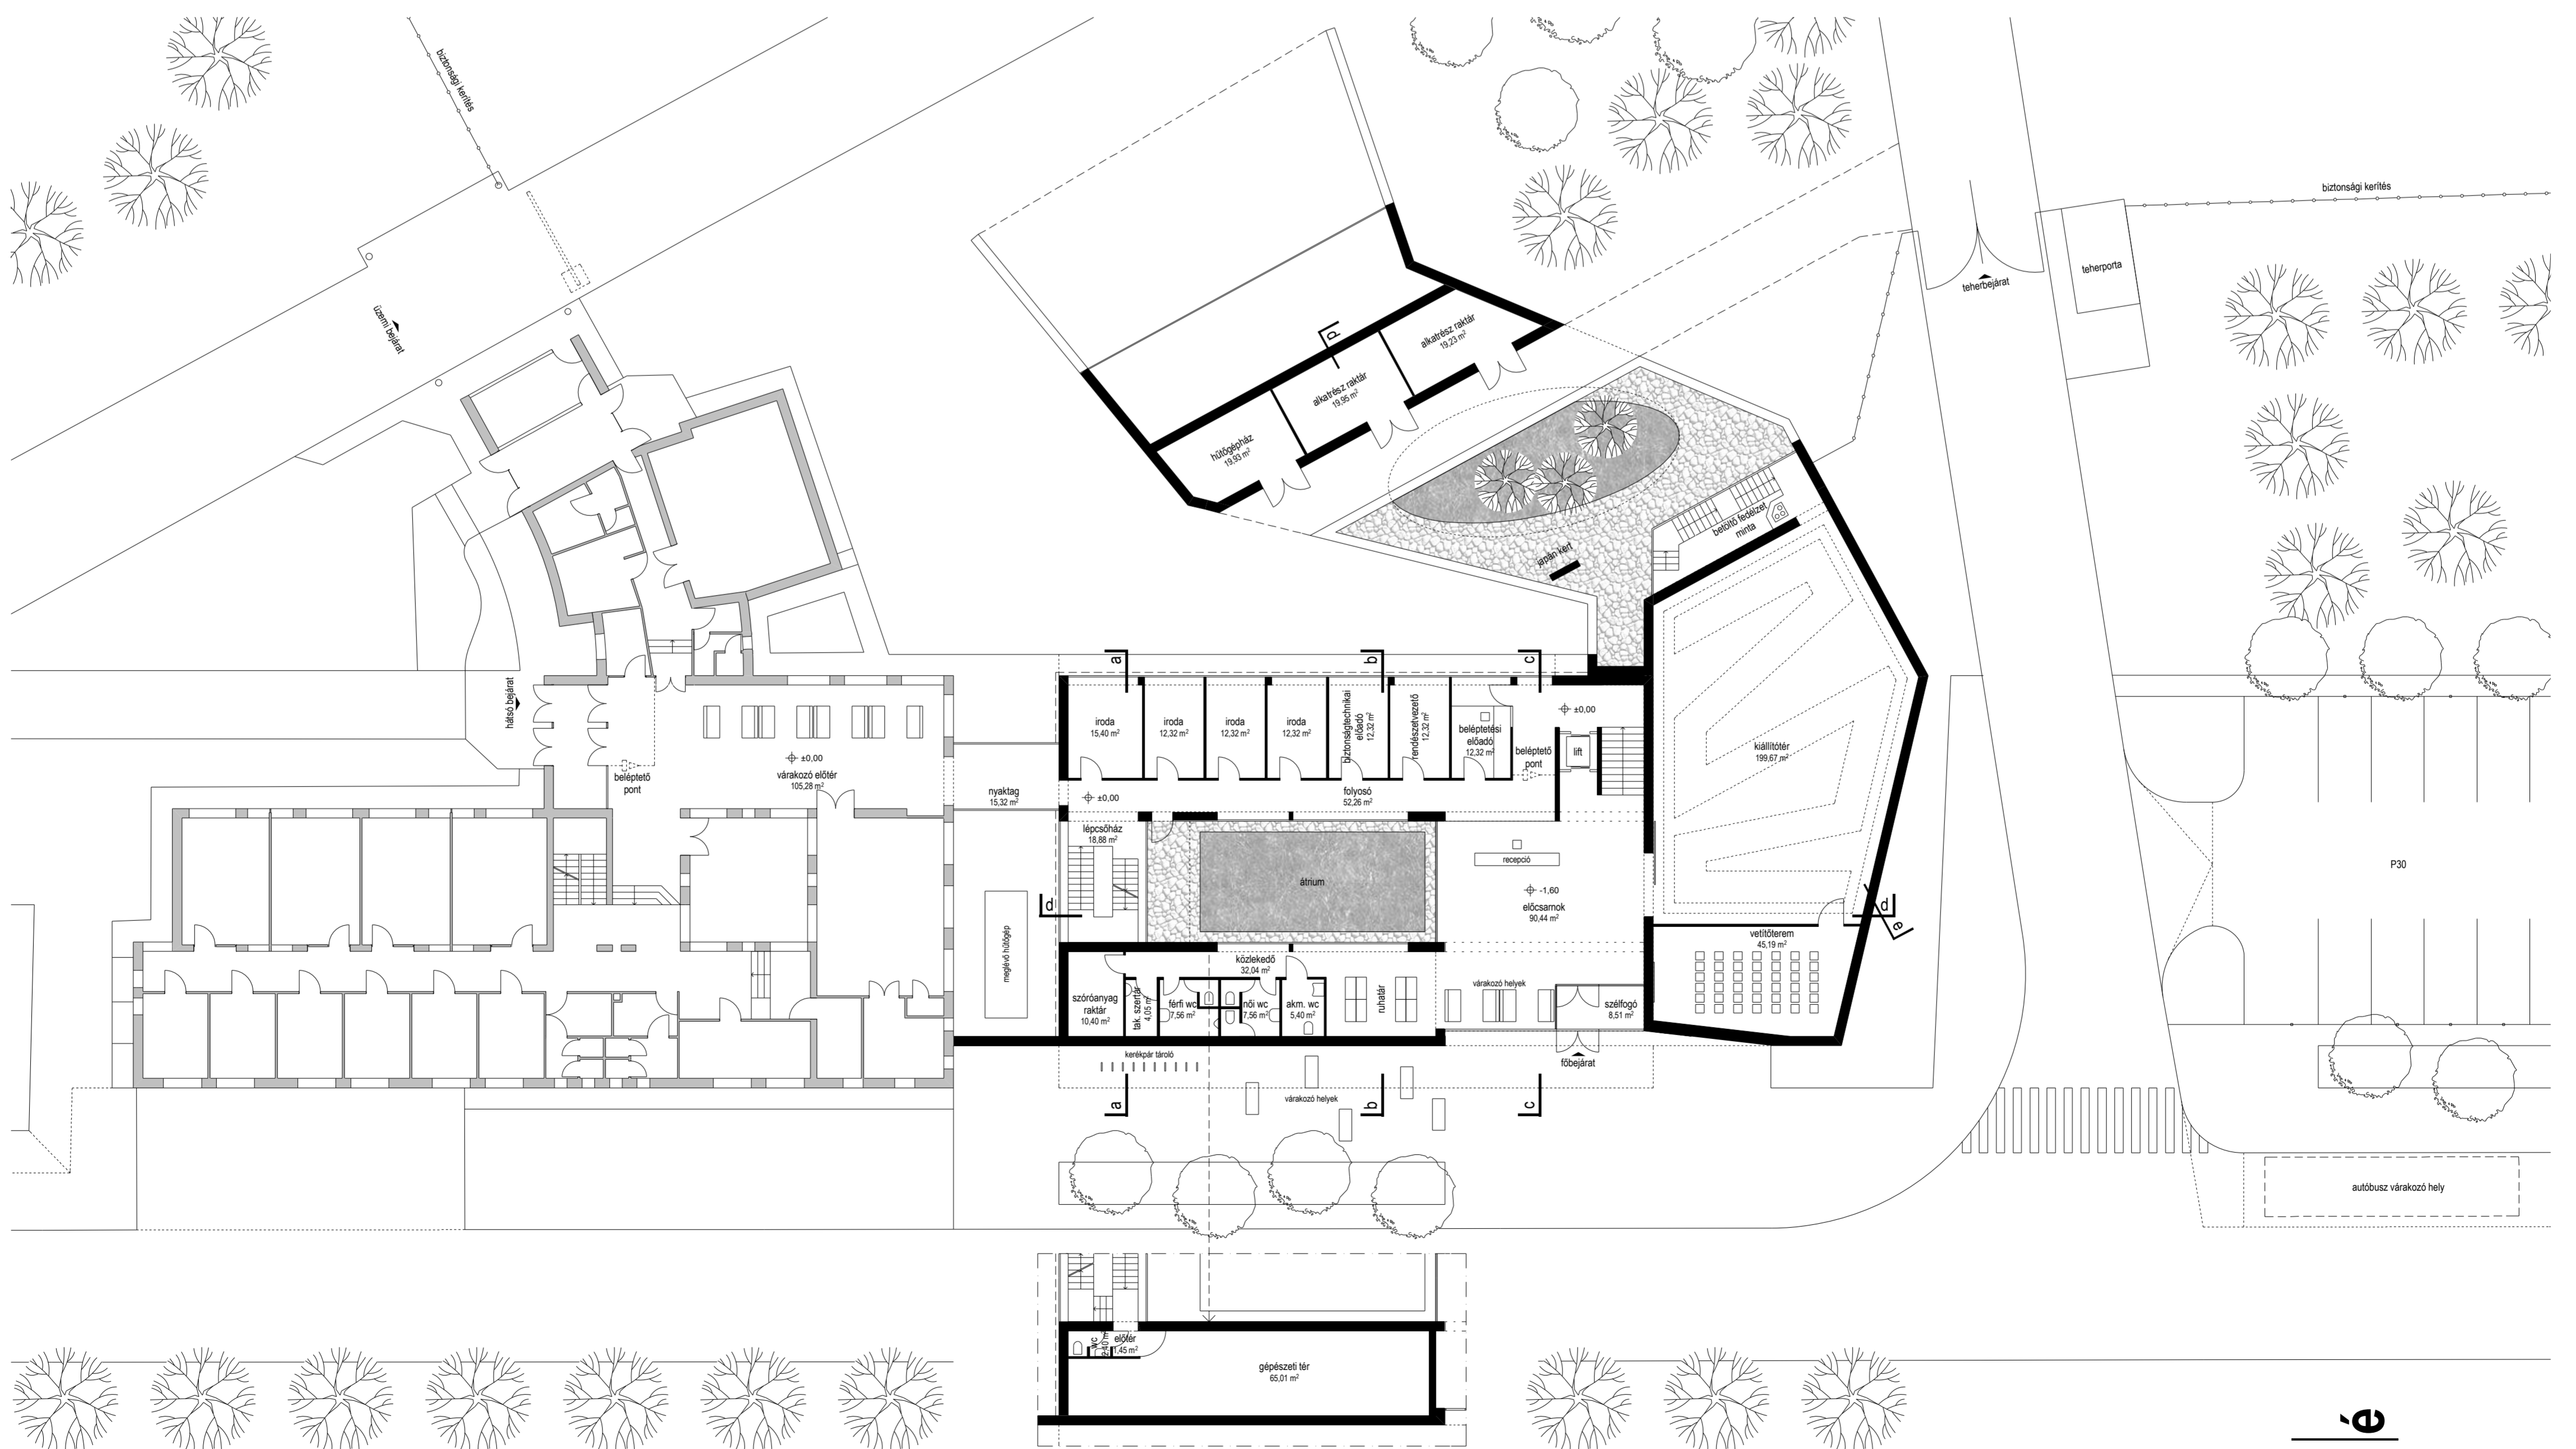 biztonsági kerítés
biztonsági kerítés
üzemi bejárat
teherbejárat
teherporta
p
alkatrész raktár
19,23 m²
alkatrész raktár
19,95 m²
hűtőgépház
19,93 m²
betöltő fedélzet
minta
japán kert
hátsó bejárat
beléptető
pont
±0,00
várakozó előtér
105,28 m²
nyaktag
15,32 m²
a
b
c
iroda
15,40 m²
iroda
12,32 m²
iroda
12,32 m²
iroda
12,32 m²
biztonságtechnikai
előadó
12,32 m²
rendészetvezető
12,32 m²
beléptetési
előadó
12,32 m²
beléptető
pont
±0,00
lift
±0,00
folyosó
52,26 m²
lépcsőház
18,88 m²
átrium
recepció
-1,60
előcsarnok
90,44 m²
kiállítótér
199,67 m²
P30
meglévő hűtőgép
d
d
e
vetítőterem
45,19 m²
közlekedő
32,04 m²
szóróanyag
raktár
10,40 m²
tak. szertár
4,05 m²
férfi wc
7,56 m²
női wc
7,56 m²
akm. wc
5,40 m²
ruhatár
várakozó helyek
szélfogó
8,51 m²
kerékpár tároló
főbejárat
a
várakozó helyek
b
c
autóbusz várakozó hely
wc
előtér
1,45 m²
gépészeti tér
65,01 m²
é